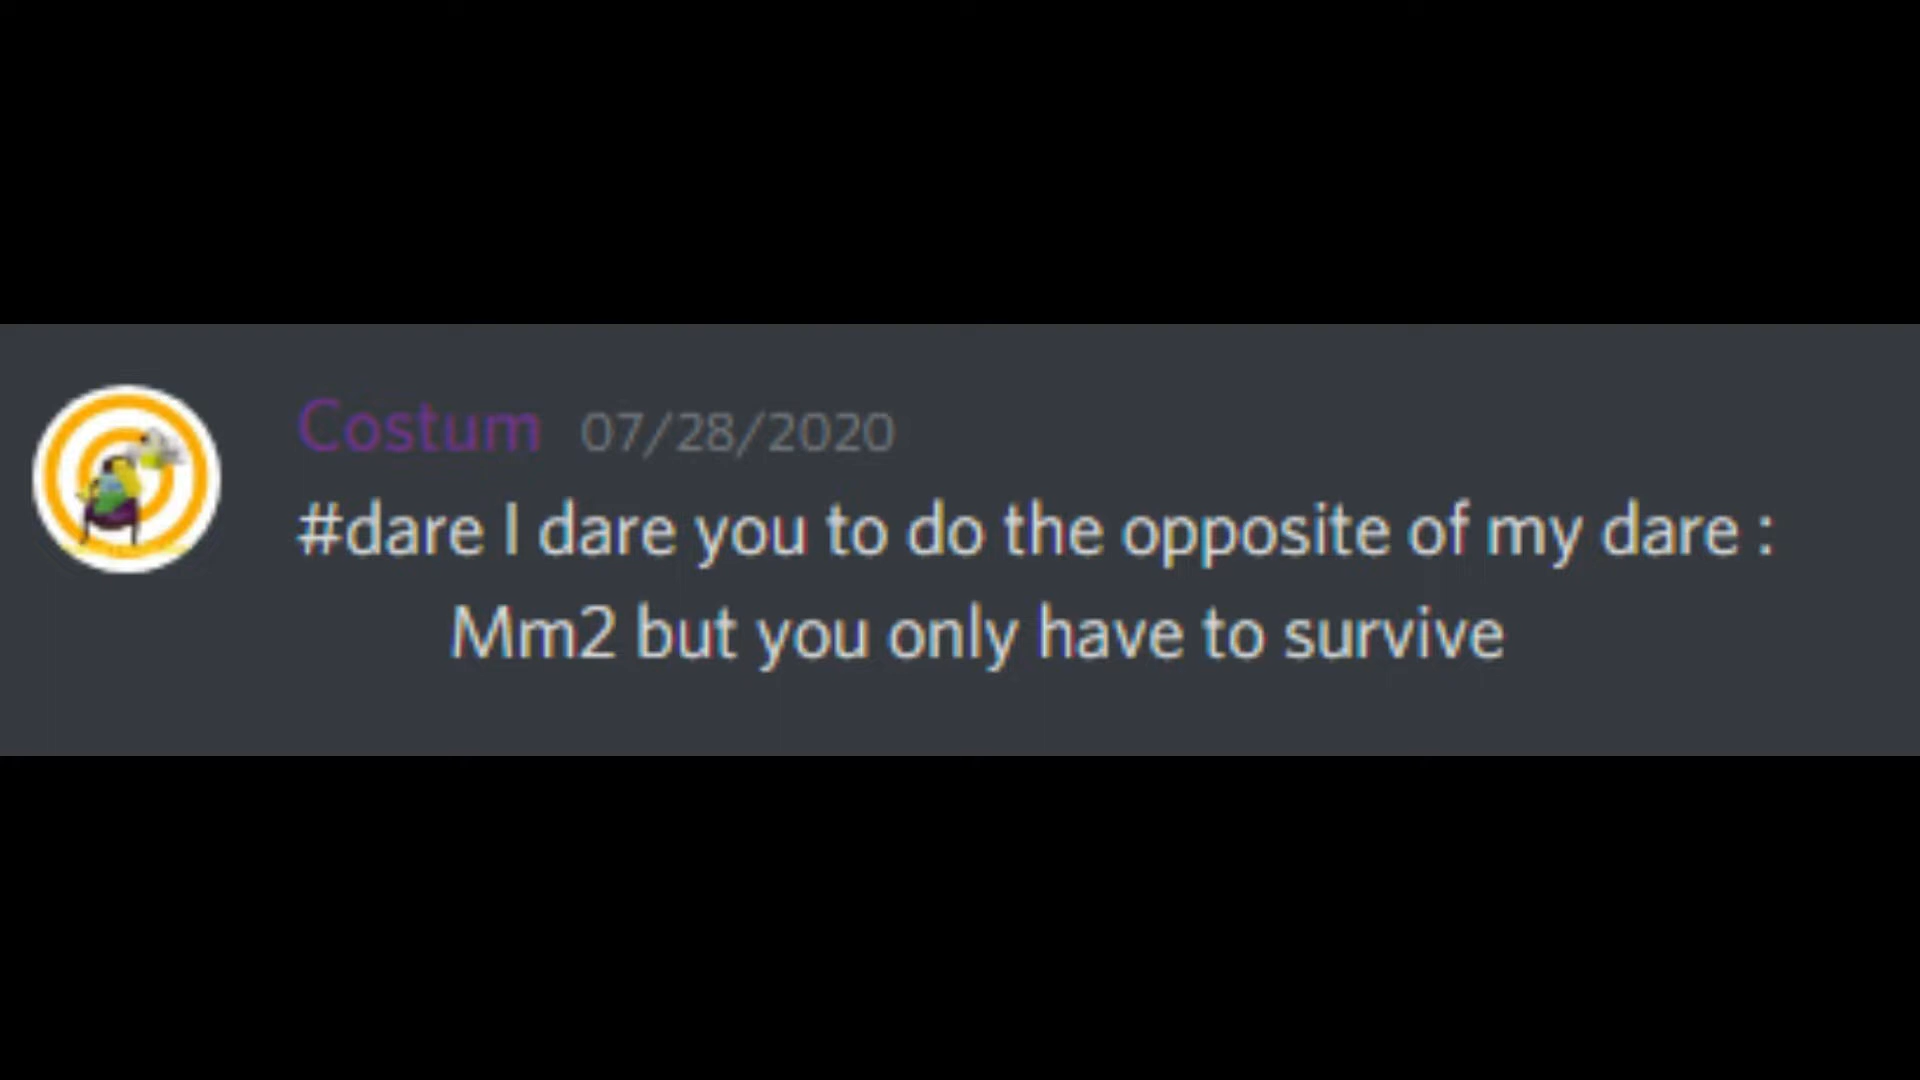 Costum 07/28/2020
#dare I dare you to do the opposite of my dare :
Mm2 but you only have to survive